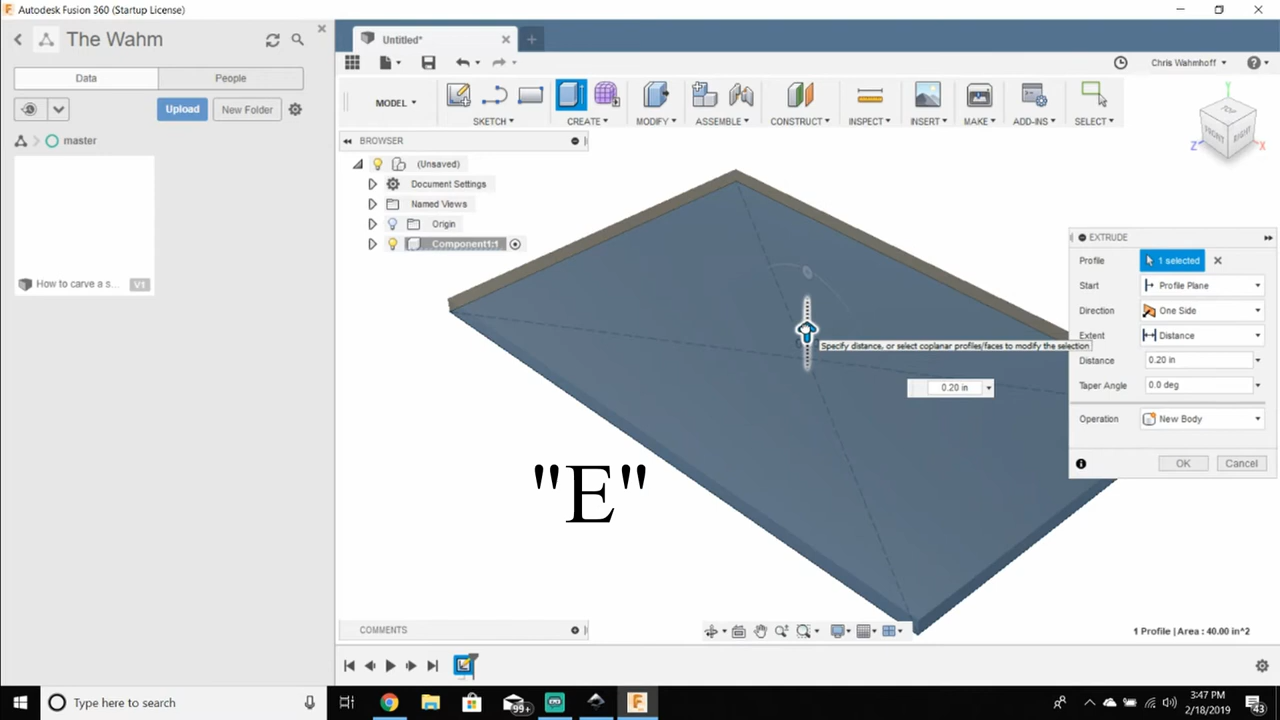 Autodesk Fusion 360 (Startup License)
The Wahm
Data
People
Upload
New Folder
master
How to carve a s...
V1
Untitled*
Chris Wahmhoff
MODEL
SKETCH
CREATE
MODIFY
ASSEMBLE
CONSTRUCT
INSPECT
INSERT
MAKE
ADD-INS
SELECT
BROWSER
(Unsaved)
Document Settings
Named Views
Origin
Component1:1
TOP
FRONT
RIGHT
Y
Z
X
EXTRUDE
Profile
1 selected
Start
Profile Plane
Direction
One Side
Extent
Distance
Distance
0.20 in
Taper Angle
0.0 deg
Operation
New Body
OK
Cancel
Specify distance, or select coplanar profiles/faces to modify the selection
0.20 in
"E"
COMMENTS
1 Profile | Area : 40.00 in^2
Type here to search
99+
3:47 PM
2/18/2019
43